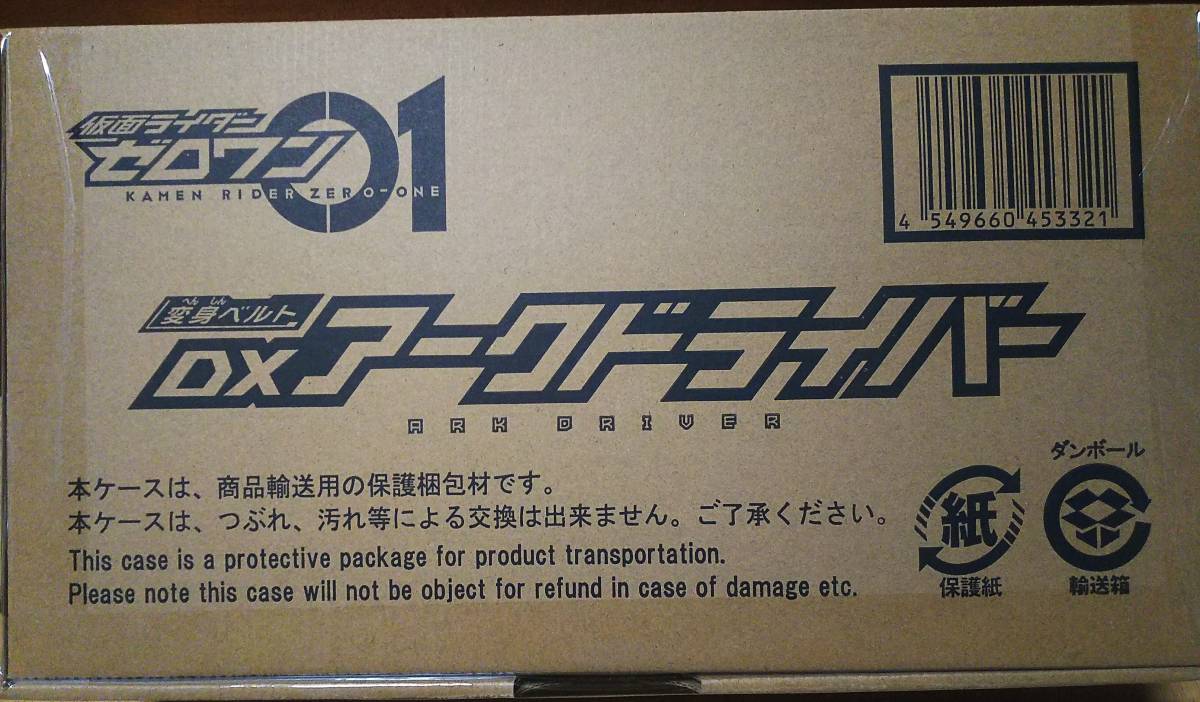 仮面ライダー
ゼロワン
01
KAMEN RIDER ZERO-ONE
4 549660 453321
へん しん
変身ベルト
DXアークドライバー
ARK DRIVER
本ケースは、商品輸送用の保護梱包材です。
本ケースは、つぶれ、汚れ等による交換は出来ません。ご了承ください。
This case is a protective package for product transportation.
Please note this case will not be object for refund in case of damage etc.
紙
保護紙
ダンボール
輸送箱